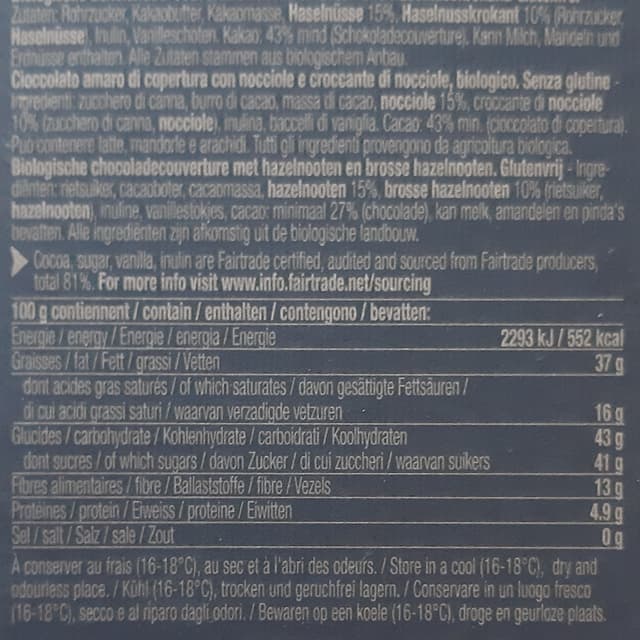 Zutaten: Rohrzucker, Kakaobutter, Kakaomasse, Haselnüsse 15%, Haselnusskrokant 10% (Rohrzucker,
Haselnüsse), Inulin, Vanilleschoten. Kakao: 43% mind (Schokoladecouvertüre). Kann Milch, Mandeln und
Erdnüsse enthalten. Alle Zutaten stammen aus biologischem Anbau.
Cioccolato amaro di copertura con nocciole e croccante di nocciole, biologico. Senza glutine -
Ingredienti: zucchero di canna, burro di cacao, massa di cacao, nocciole 15%, croccante di nocciole
10% (zucchero di canna, nocciole), inulina, baccelli di vaniglia. Cacao: 43% min. (cioccolato di copertura).
Può contenere latte, mandorle e arachidi. Tutti gli ingredienti provengono da agricoltura biologica.
Biologische chocoladecouverture met hazelnooten en brosse hazelnooten. Glutenvrij - Ingre-
diënten: rietsuiker, cacaoboter, cacaomassa, hazelnooten 15%, brosse hazelnooten 10% (rietsuiker,
hazelnooten), inuline, vanillestokjes, cacao: minimaal 27% (chocolade), kan melk, amandelen en pinda's
bevatten. Alle ingrediënten zijn afkomstig uit de biologische landbouw.
Cocoa, sugar, vanilla, inulin are Fairtrade certified, audited and sourced from Fairtrade producers,
total 81%. For more info visit www.info.fairtrade.net/sourcing
100 g contiennent / contain / enthalten / contengono / bevatten:
Energie / energy / Energie / energia / Energie 2293 kJ / 552 kcal
Graisses / fat / Fett / grassi / Vetten 37 g
dont acides gras saturés / of which saturates / davon gesättigte Fettsäuren /
di cui acidi grassi saturi / waarvan verzadigde vetzuren 16 g
Glucides / carbohydrate / Kohlenhydrate / carboidrati / Koolhydraten 43 g
dont sucres / of which sugars / davon Zucker / di cui zuccheri / waarvan suikers 41 g
Fibres alimentaires / fibre / Ballaststoffe / fibre / Vezels 13 g
Protéines / protein / Eiweiss / proteine / Eiwitten 4.9 g
Sel / salt / Salz / sale / Zout 0 g
À conserver au frais (16-18°C), au sec et à l'abri des odeurs. / Store in a cool (16-18°C), dry and
odourless place. / Kühl (16-18°C), trocken und geruchfrei lagern. / Conservare in un luogo fresco
(16-18°C), secco e al riparo dagli odori. / Bewaren op een koele (16-18°C), droge en geurloze plaats.